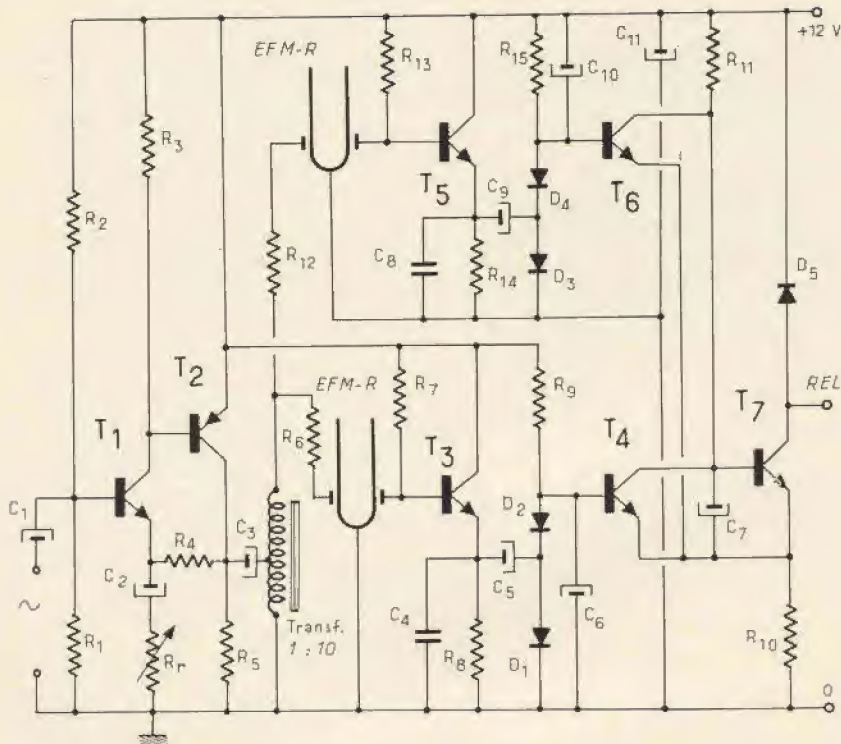 EFM-R
R13
R15
C10
C11
R11
+12 V
R3
R2
T5
C9
D4
T6
R12
C8
R14
D3
D5
T2
EFM-R
R7
R9
REL
T1
R6
T3
T4
T7
C1
R4
C3
D2
C7
C2
C5
~
Transf.
1 : 10
C4
C6
R1
Rr
R5
R8
D1
R10
0